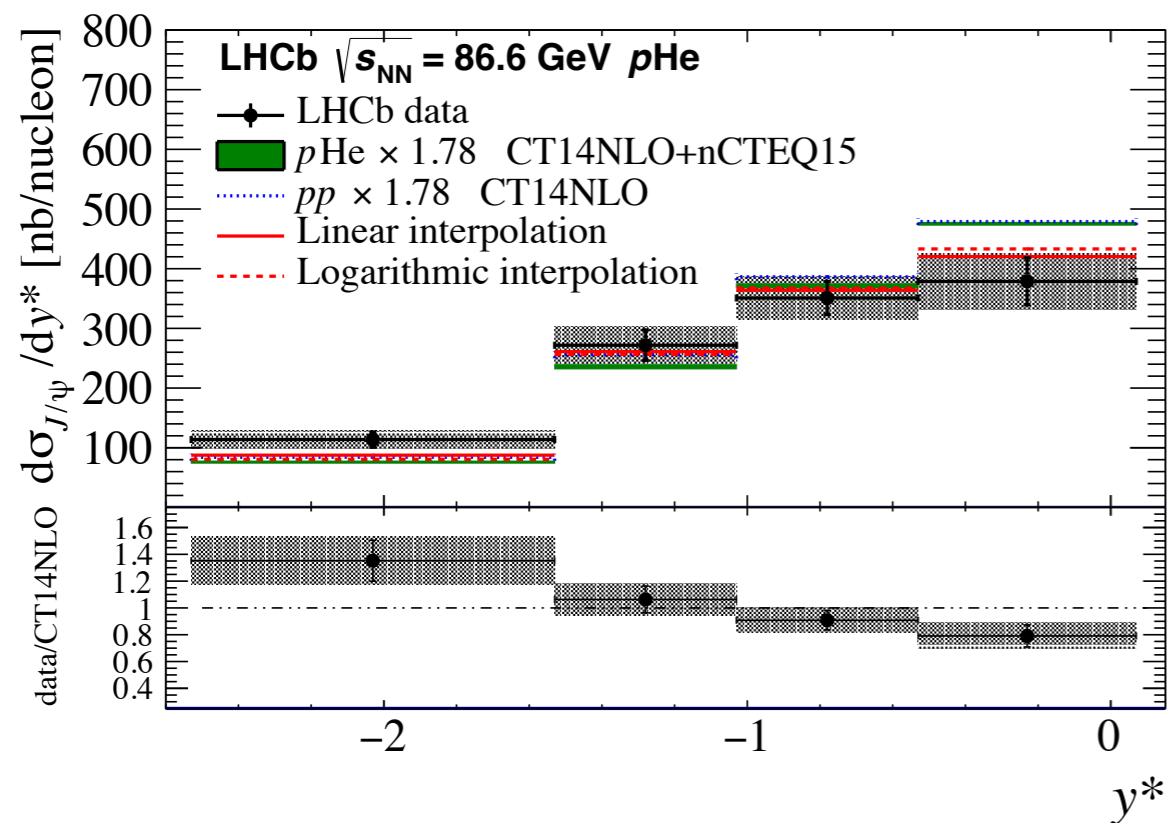 LHCb √s_NN = 86.6 GeV pHe
LHCb data
pHe × 1.78 CT14NLO+nCTEQ15
pp × 1.78 CT14NLO
Linear interpolation
Logarithmic interpolation
dσ_J/ψ/dy* [nb/nucleon]
800
700
600
500
400
300
200
100
data/CT14NLO
1.6
1.4
1.2
1
0.8
0.6
0.4
−2 −1 0
y*